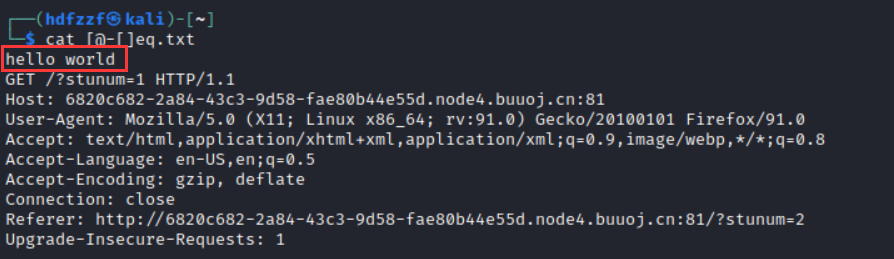 ┌──(hdfzzf㉿kali)-[~]
└─$ cat [@-[]eq.txt
hello world
GET /?stunum=1 HTTP/1.1
Host: 6820c682-2a84-43c3-9d58-fae80b44e55d.node4.buuoj.cn:81
User-Agent: Mozilla/5.0 (X11; Linux x86_64; rv:91.0) Gecko/20100101 Firefox/91.0
Accept: text/html,application/xhtml+xml,application/xml;q=0.9,image/webp,*/*;q=0.8
Accept-Language: en-US,en;q=0.5
Accept-Encoding: gzip, deflate
Connection: close
Referer: http://6820c682-2a84-43c3-9d58-fae80b44e55d.node4.buuoj.cn:81/?stunum=2
Upgrade-Insecure-Requests: 1